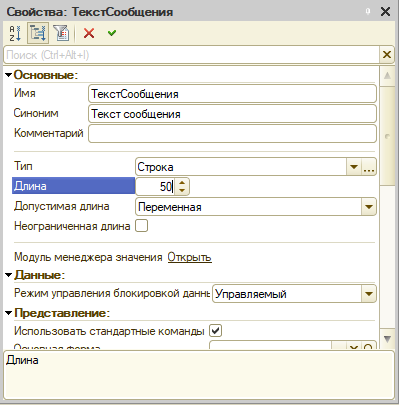 Свойства: ТекстСообщения
Поиск (Ctrl+Alt+I)
Основные:
Имя ТекстСообщения
Синоним Текст сообщения
Комментарий
Тип Строка ...
Длина 50
Допустимая длина Переменная
Неограниченная длина
Модуль менеджера значения Открыть
Данные:
Режим управления блокировкой данны Управляемый
Представление:
Использовать стандартные команды
Основная форма ...
Длина